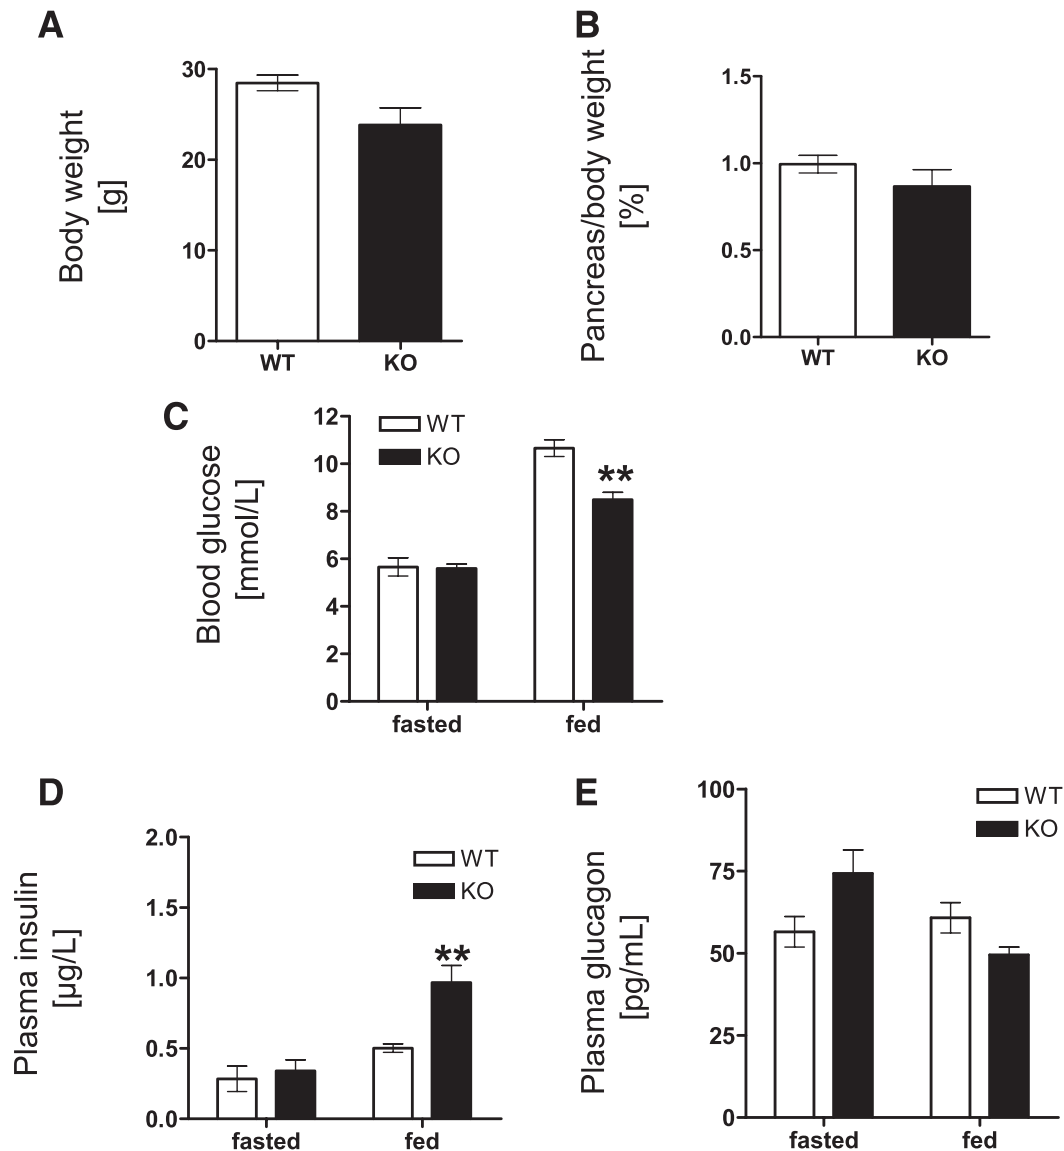 A
Body weight
[g]
30
20
10
0
WT
KO
B
Pancreas/body weight
[%]
1.5
1.0
0.5
0.0
WT
KO
C
Blood glucose
[mmol/L]
12
10
8
6
4
2
0
WT
KO
**
fasted
fed
D
Plasma insulin
[µg/L]
2.0
1.5
1.0
0.5
0.0
WT
KO
**
fasted
fed
E
Plasma glucagon
[pg/mL]
100
75
50
25
0
WT
KO
fasted
fed